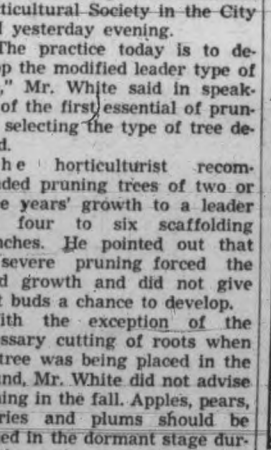 ticultural Society in the City
yesterday evening.
The practice today is to de-
p the modified leader type of
," Mr. White said in speak-
of the first essential of prun-
selecting the type of tree de-
d.
he horticulturist recom-
ded pruning trees of two or
e years' growth to a leader
four to six scaffolding
nches. He pointed out that
severe pruning forced the
d growth and did not give
t buds a chance to develop.
ith the exception of the
ssary cutting of roots when
tree was being placed in the
nd, Mr. White did not advise
ing in the fall. Apples, pears,
ries and plums should be
ed in the dormant stage dur-